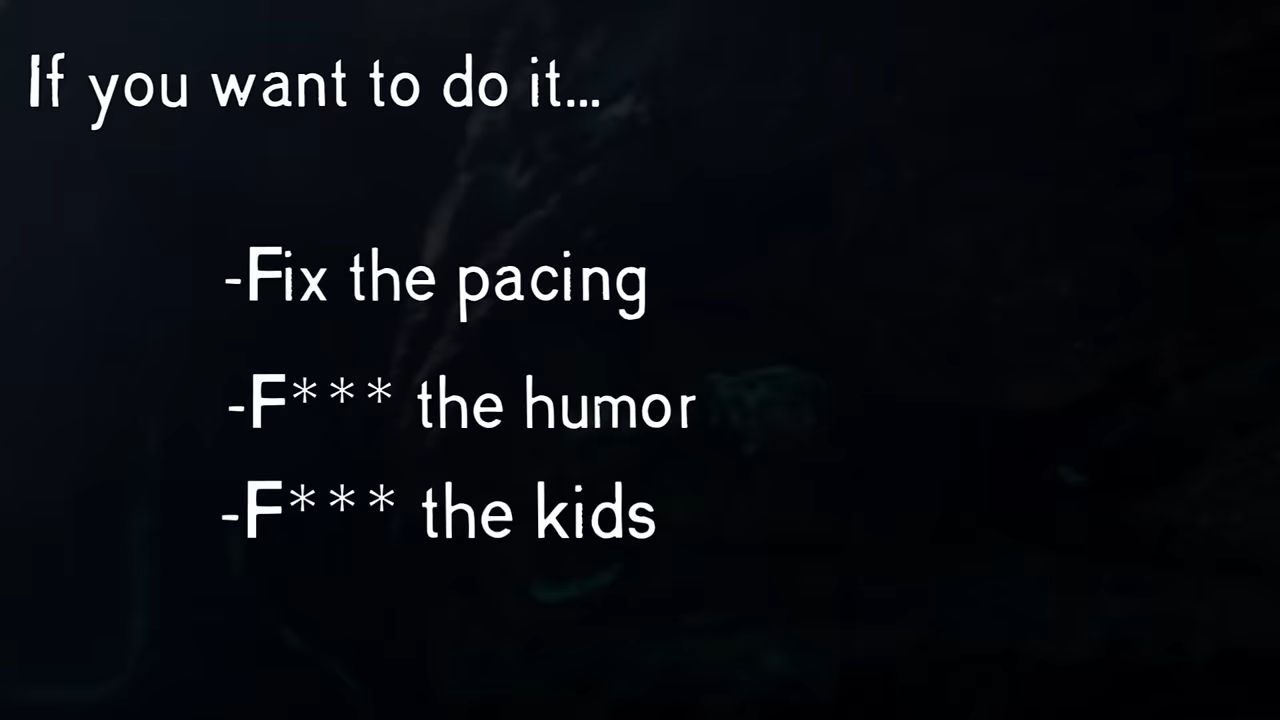 If you want to do it...
-Fix the pacing
-F*** the humor
-F*** the kids